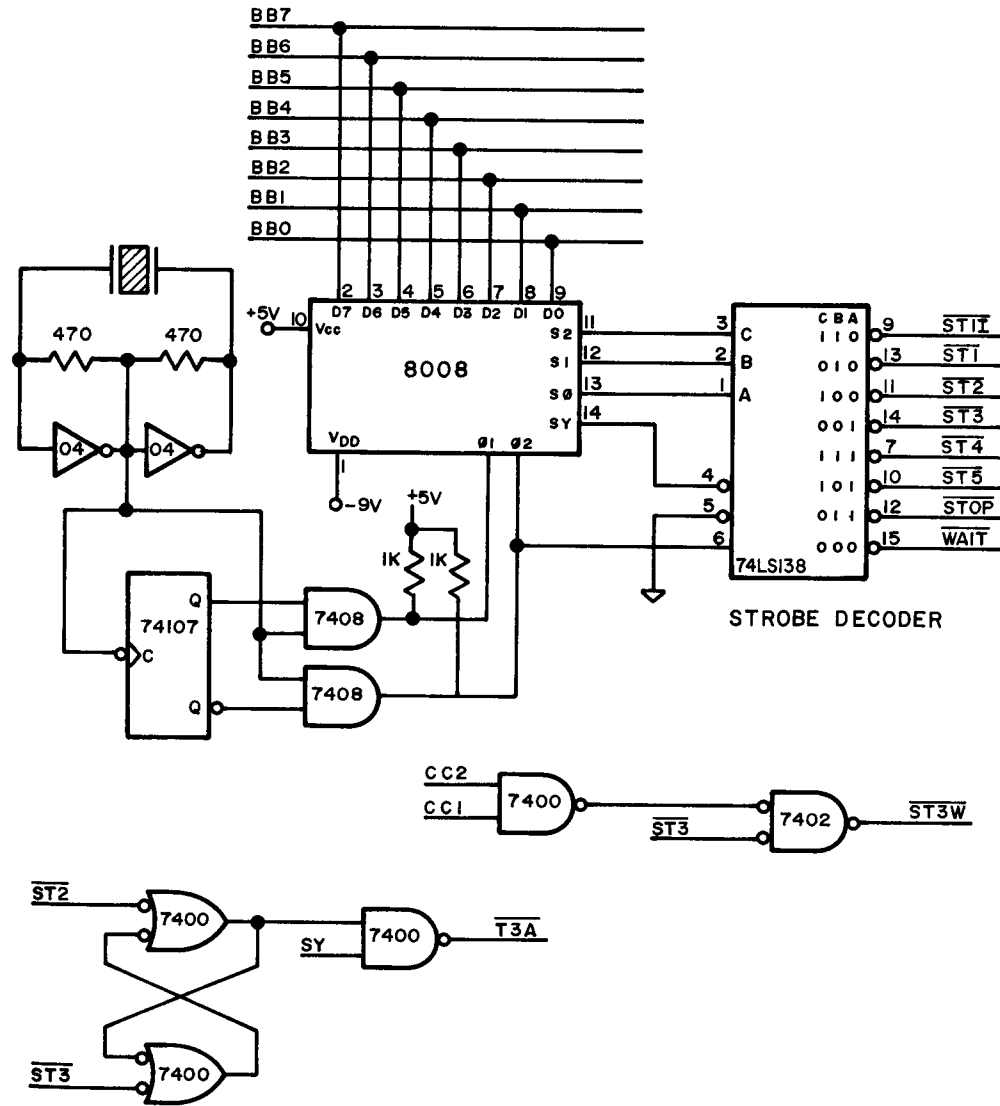 BB7
BB6
BB5
BB4
BB3
BB2
BB1
BB0
2 3 4 5 6 7 8 9
D7 D6 D5 D4 D3 D2 D1 D0
+5V 10 Vcc
8008
S2 11
S1 12
SØ 13
SY 14
VDD
1
-9V
Ø1 Ø2
470 470
04 04
+5V
1K 1K
C B A
3 C 1 1 0 9 ST1I
2 B 0 1 0 13 ST1
1 A 1 0 0 11 ST2
0 0 1 14 ST3
1 1 1 7 ST4
4 1 0 1 10 ST5
5 0 1 1 12 STOP
6 0 0 0 15 WAIT
74LS138
STROBE DECODER
Q
74107
C
Q
7408
7408
CC2
CC1
7400
ST3
7402
ST3W
ST2
7400
SY
7400
T3A
ST3
7400